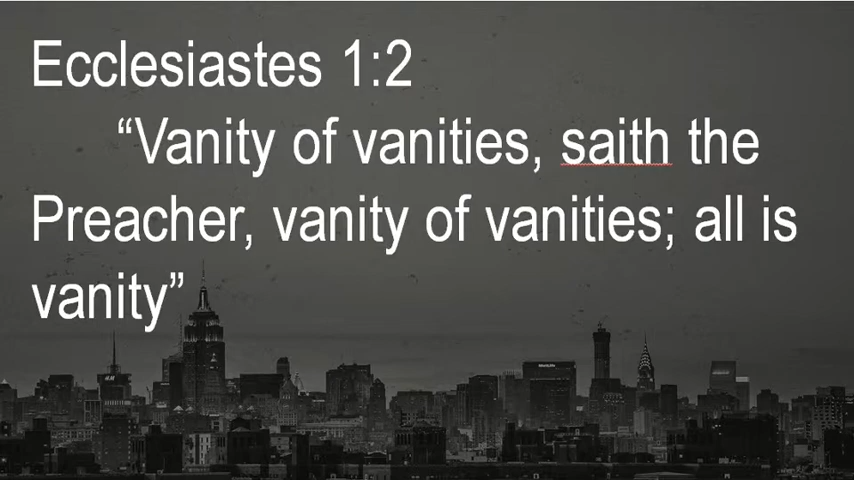 Ecclesiastes 1:2
“Vanity of vanities, saith the
Preacher, vanity of vanities; all is
vanity”
H&M